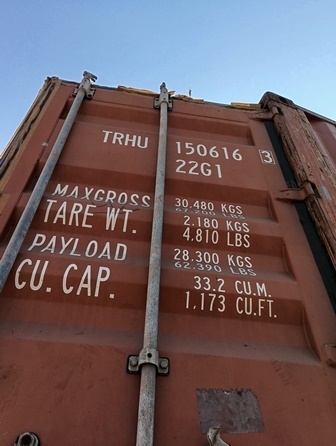 TRHU 150616 3
22G1
MAXGROSS 30.480 KGS
67.200 LBS
TARE WT. 2.180 KGS
4.810 LBS
PAYLOAD 28.300 KGS
62.390 LBS
CU. CAP. 33.2 CU.M.
1.173 CU.FT.